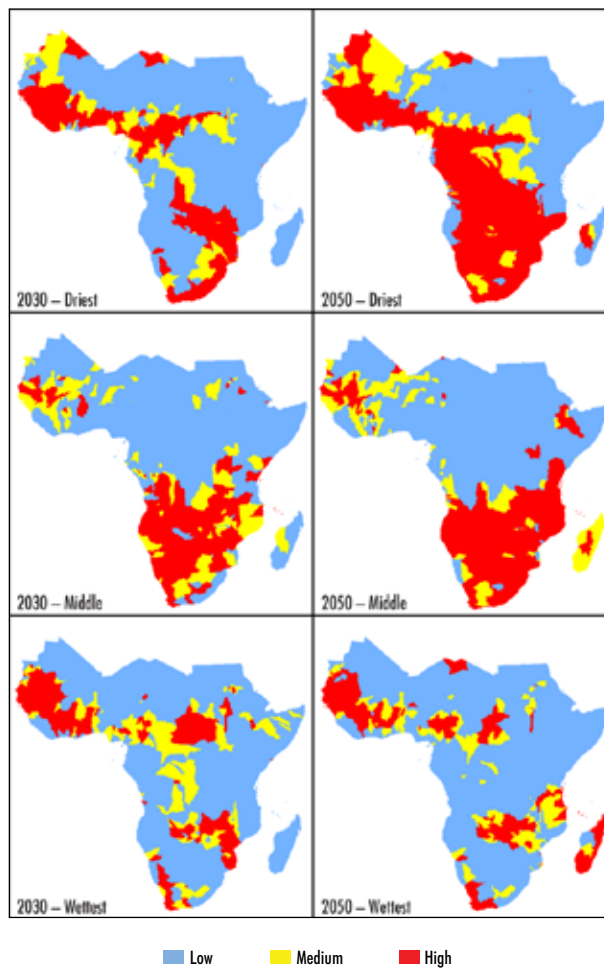 2030 – Driest
2050 – Driest
2030 – Middle
2050 – Middle
2030 – Wettest
2050 – Wettest
Low
Medium
High